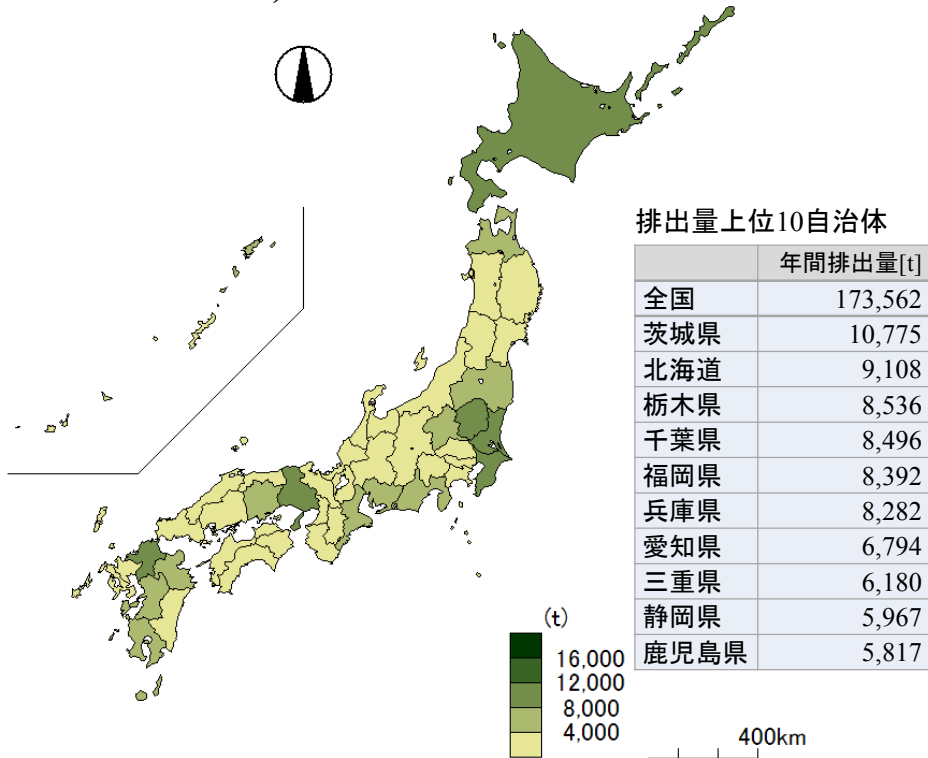 排出量上位10自治体
年間排出量[t]
全国 173,562
茨城県 10,775
北海道 9,108
栃木県 8,536
千葉県 8,496
福岡県 8,392
兵庫県 8,282
愛知県 6,794
三重県 6,180
静岡県 5,967
鹿児島県 5,817
(t)
16,000
12,000
8,000
4,000
400km